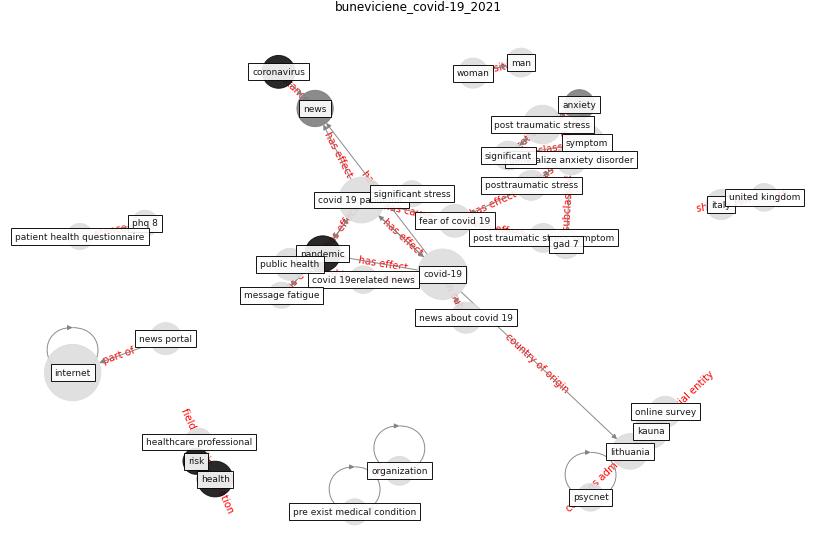 buneviciene_covid-19_2021
coronavirus
news
woman
man
anxiety
post traumatic stress
symptom
significant
alize anxiety disorder
posttraumatic stress
significant stress
covid 19 pa
has effect
fear of covid 19
has effect
post traumatic st
mptom
gad 7
subclass
united kingdom
italy
phq 8
patient health questionnaire
has effect
pandemic
public health
has effect
covid-19
covid 19erelated news
message fatigue
news about covid 19
news portal
part of
internet
country of origin
online survey
kauna
lithuania
psycnet
healthcare professional
field
risk
health
organization
pre exist medical condition